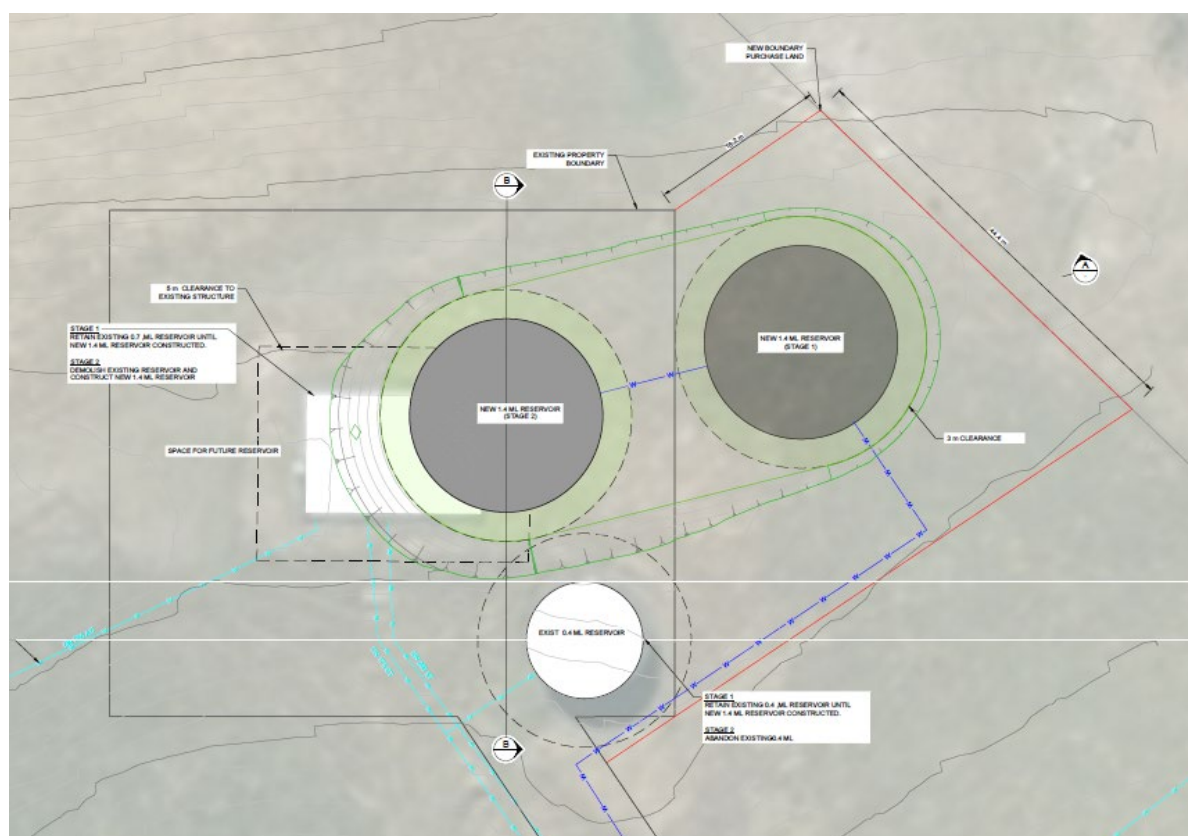 NEW BOUNDARY
PURCHASE LAND
16.2 m
EXISTING PROPERTY
BOUNDARY
B
44.4 m
A
5 m CLEARANCE TO
EXISTING STRUCTURE
STAGE 1
RETAIN EXISTING 0.7 ,ML RESERVOIR UNTIL
NEW 1.4 ML RESERVOIR CONSTRUCTED.
STAGE 2
DEMOLISH EXISTING RESERVOIR AND
CONSTRUCT NEW 1.4 ML RESERVOIR
NEW 1.4 ML RESERVOIR
(STAGE 1)
W W
NEW 1.4 ML RESERVOIR
(STAGE 2)
3 m CLEARANCE
SPACE FOR FUTURE RESERVOIR
EXIST 0.4 ML RESERVOIR
STAGE 1
RETAIN EXISTING 0.4 ,ML RESERVOIR UNTIL
NEW 1.4 ML RESERVOIR CONSTRUCTED.
STAGE 2
ABANDON EXISTING0.4 ML
B